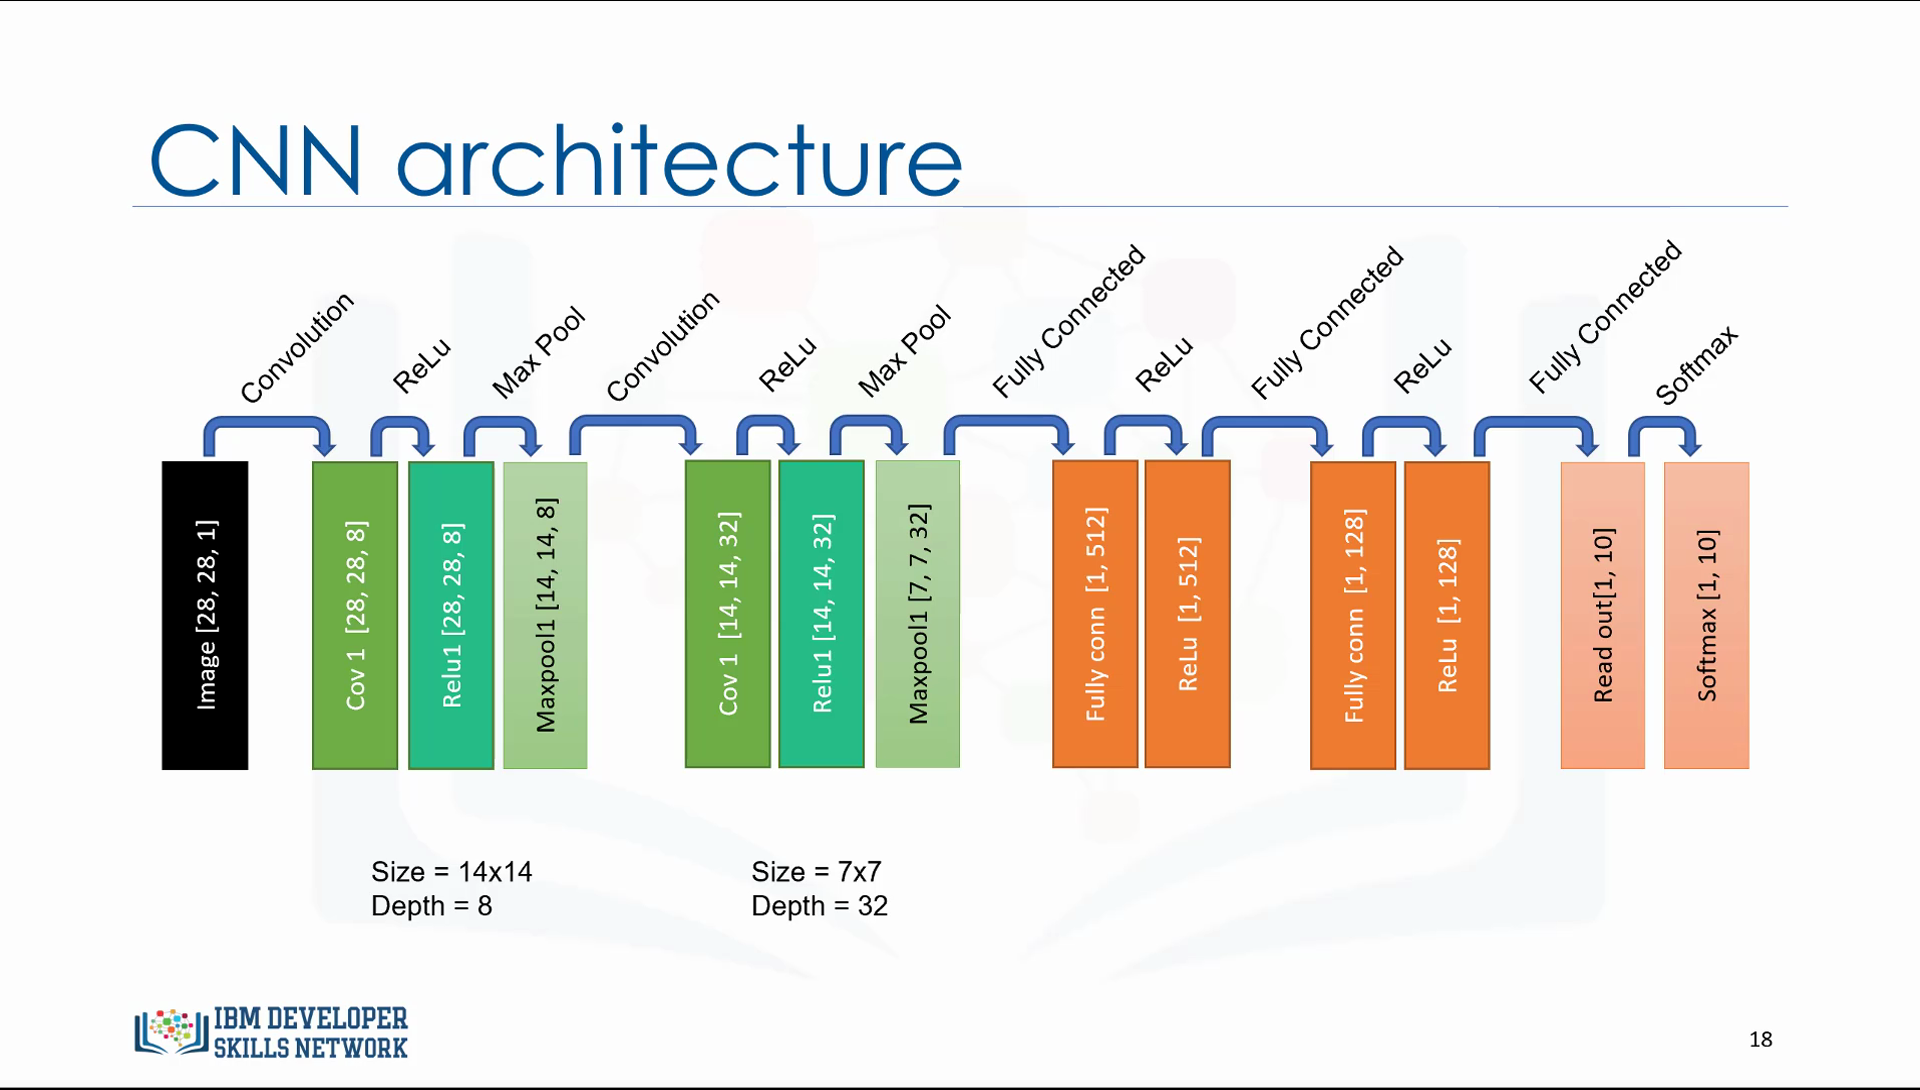 CNN architecture
Convolution
ReLu
Max Pool
Convolution
ReLu
Max Pool
Fully Connected
ReLu
Fully Connected
ReLu
Fully Connected
Softmax
Image [28, 28, 1]
Cov 1 [28, 28, 8]
Relu1 [28, 28, 8]
Maxpool1 [14, 14, 8]
Cov 1 [14, 14, 32]
Relu1 [14, 14, 32]
Maxpool1 [7, 7, 32]
Fully conn [1, 512]
ReLu [1, 512]
Fully conn [1, 128]
ReLu [1, 128]
Read out[1, 10]
Softmax [1, 10]
Size = 14x14
Depth = 8
Size = 7x7
Depth = 32
IBM DEVELOPER
SKILLS NETWORK
18